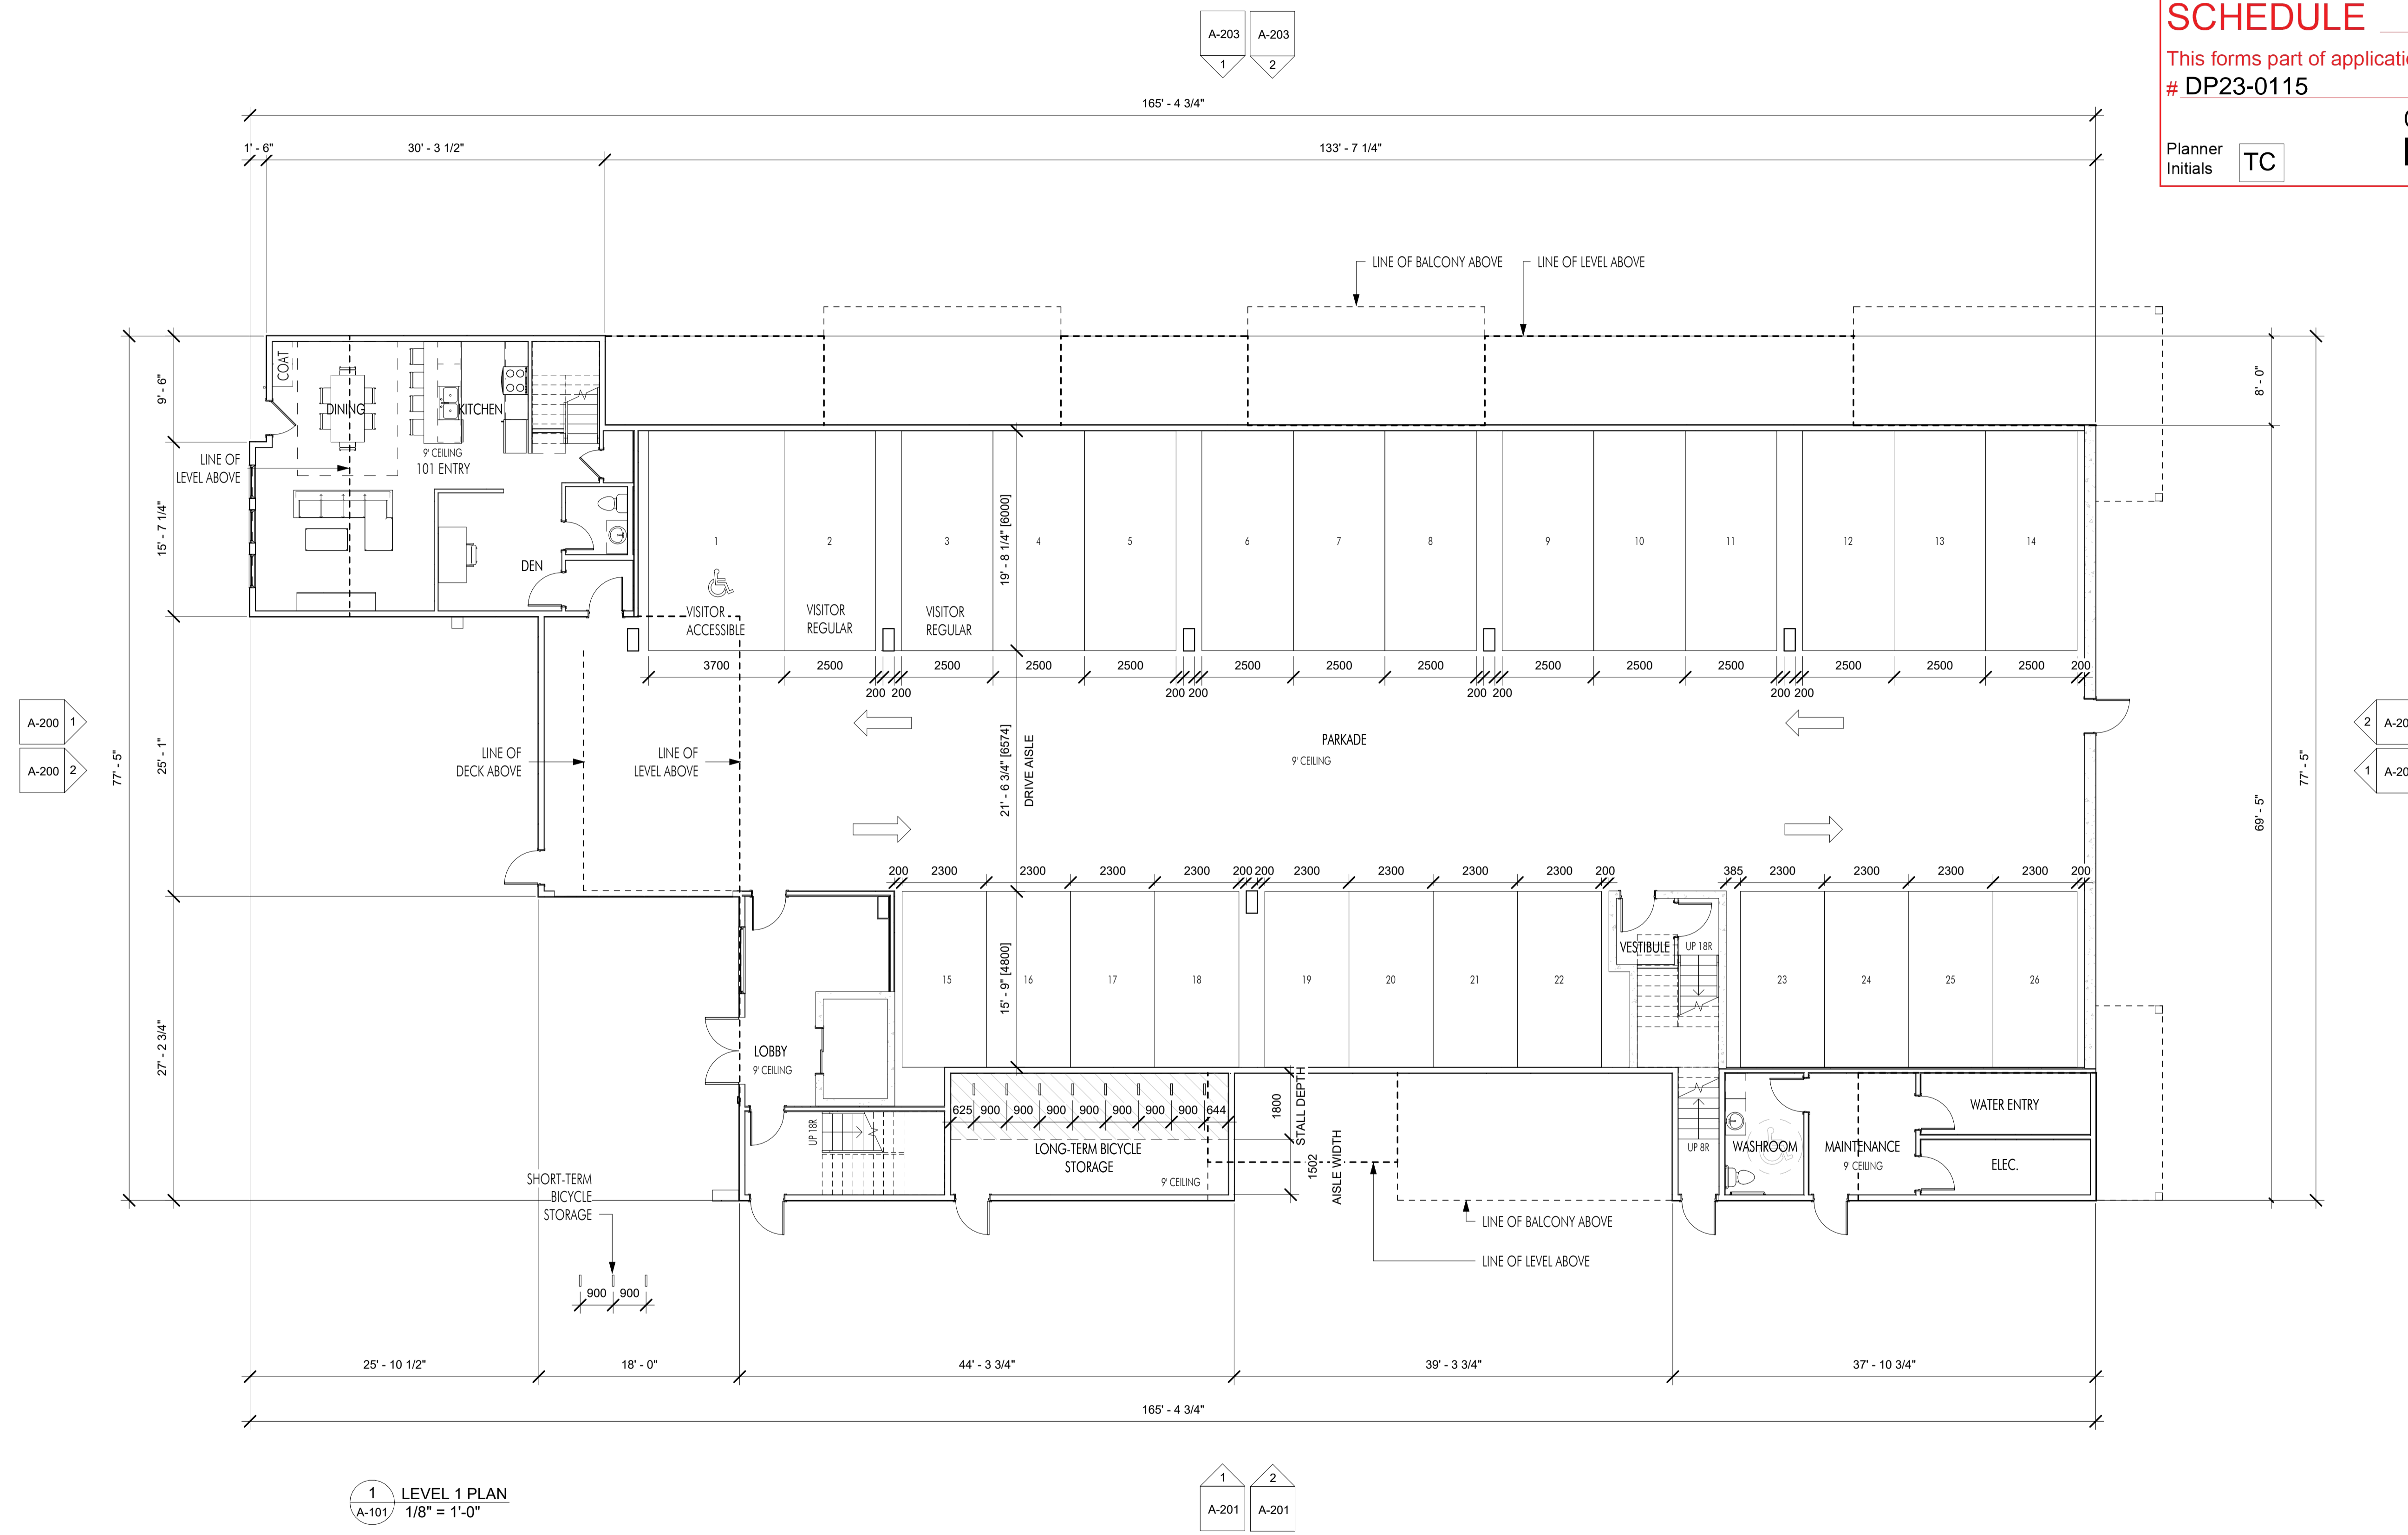 SCHEDULE
This forms part of
# DP23-0115
Planner
Initials
TC
A-203
A-203
1
2
165' - 4 3/4"
1' - 6"
30' - 3 1/2"
133' - 7 1/4"
LINE OF BALCONY ABOVE
LINE OF LEVEL ABOVE
COAT
DINING
KITCHEN
9' CEILING
101 ENTRY
LINE OF
LEVEL ABOVE
DEN
9' - 6"
15' - 7 1/4"
25' - 1"
27' - 2 3/4"
77' - 5"
8' - 0"
69' - 5"
77' - 5"
1
2
3
4
5
6
7
8
9
10
11
12
13
14
19' - 8 1/4" [6000]
VISITOR
ACCESSIBLE
VISITOR
REGULAR
VISITOR
REGULAR
3700
2500
2500
2500
2500
2500
2500
2500
2500
2500
2500
2500
2500
2500
200
200 200
200 200
200 200
200 200
A-200
1
A-200
2
2
1
LINE OF
DECK ABOVE
LINE OF
LEVEL ABOVE
21' - 6 3/4" [6574]
DRIVE AISLE
PARKADE
9' CEILING
200
2300
2300
2300
2300
200 200
2300
2300
2300
2300
200
385
2300
2300
2300
2300
200
15
16
17
18
19
20
21
22
23
24
25
26
15' - 9" [4800]
VESTIBULE
UP 18R
LOBBY
9' CEILING
UP 18R
625
900
900
900
900
900
900
900
644
LONG-TERM BICYCLE
STORAGE
9' CEILING
1800
STALL DEPTH
1502
AISLE WIDTH
UP 8R
WASHROOM
MAINTENANCE
9' CEILING
WATER ENTRY
ELEC.
SHORT-TERM
BICYCLE
STORAGE
900
900
LINE OF BALCONY ABOVE
LINE OF LEVEL ABOVE
25' - 10 1/2"
18' - 0"
44' - 3 3/4"
39' - 3 3/4"
37' - 10 3/4"
165' - 4 3/4"
1
A-101
LEVEL 1 PLAN
1/8" = 1'-0"
1
2
A-201
A-201